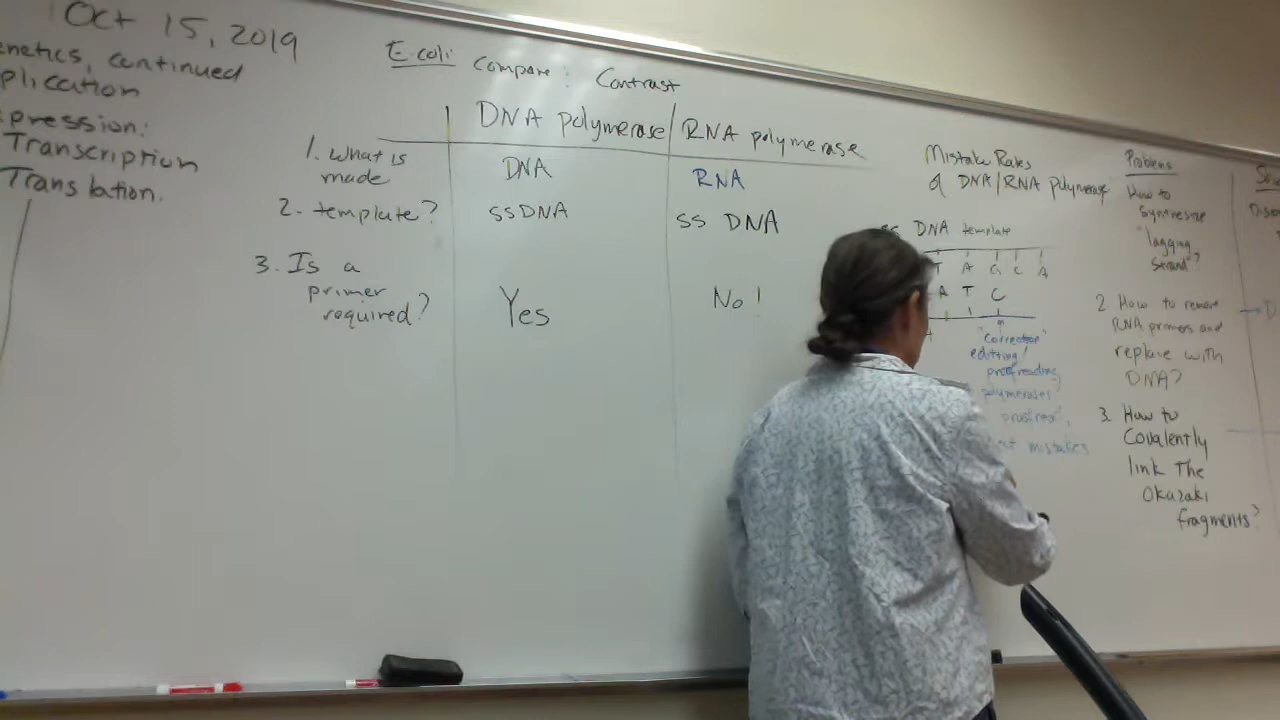 Oct 15, 2019
enetics, continued
plication
pression:
Transcription
Translation.
E. coli: Compare : Contrast
DNA polymerase RNA polymerase
1. What is
made
DNA
RNA
2. template?
ssDNA
ss DNA
3. Is a
primer
required?
Yes
No!
Mistake Rates
of DNA/RNA polymerase
DNA template
T A G C A
A T C
editing/
proofreading
polymerases
proofread,
mistakes
Problems
How to
Synthesize
"lagging
strand"?
2 How to remove
RNA primers and
replace with
DNA?
3. How to
Covalently
link the
Okazaki
fragments?